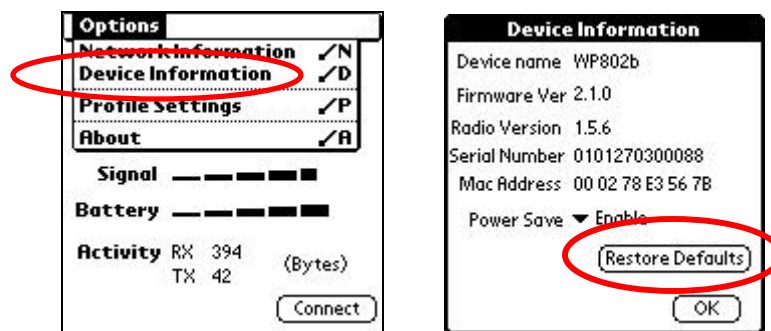 Options
Network Information /N
Device Information /D
Profile Settings /P
About /A
Signal
Battery
Activity RX 394
TX 42
(Bytes)
Connect
Device Information
Device name WP802b
Firmware Ver 2.1.0
Radio Version 1.5.6
Serial Number 0101270300088
Mac Address 00 02 78 E3 56 7B
Power Save Enable
Restore Defaults
OK